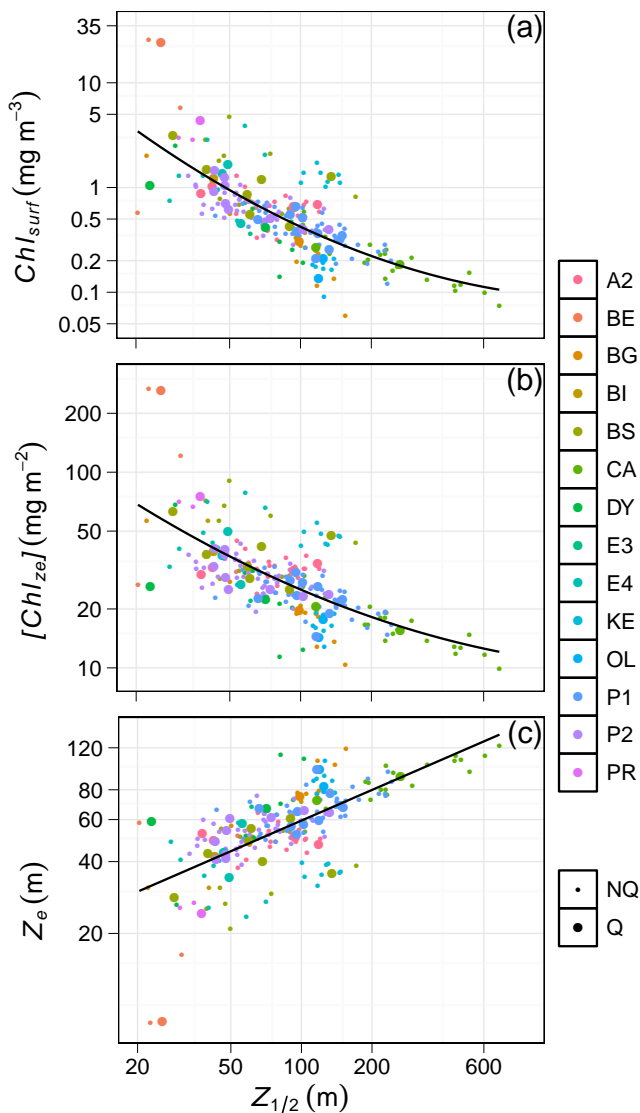 (a)
35
10
5
1
0.5
0.2
0.1
0.05
Chl_surf (mg m⁻³)
(b)
200
100
50
20
10
[Chl_ze] (mg m⁻²)
(c)
120
80
60
40
20
Z_e (m)
20 50 100 200 600
Z_1/2 (m)
A2
BE
BG
BI
BS
CA
DY
E3
E4
KE
OL
P1
P2
PR
NQ
Q